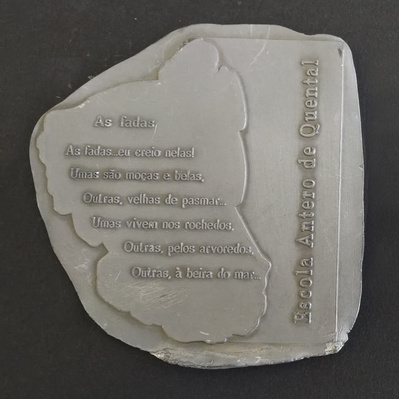 As fadas
As fadas...eu creio nelas!
Umas são moças e belas,
Outras, velhas de pasmar...
Umas vivem nos rochedos,
Outras, pelos arvoredos,
Outras, à beira do mar...
Escola Antero de Quental